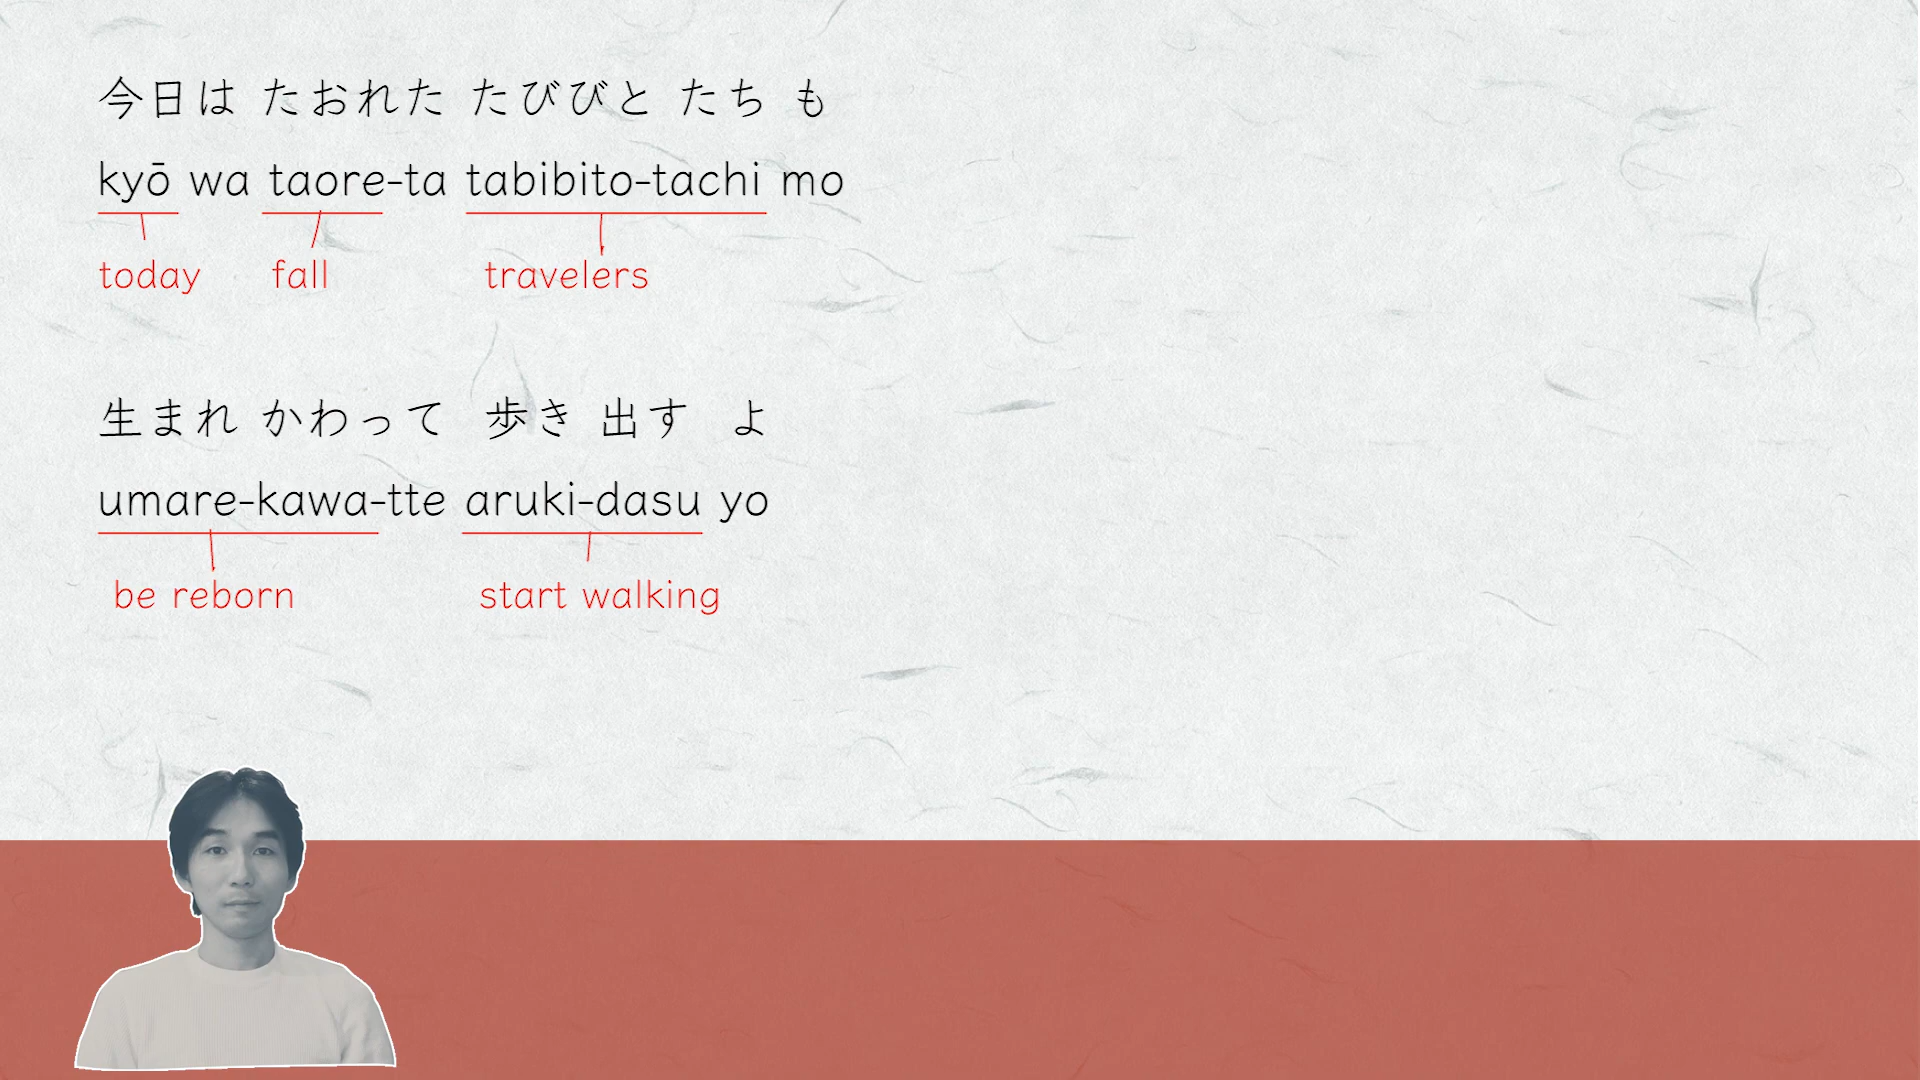 今日は たおれた たびびと たち も
kyō wa taore-ta tabibito-tachi mo
today fall travelers
生まれ かわって 歩き 出す よ
umare-kawa-tte aruki-dasu yo
be reborn start walking